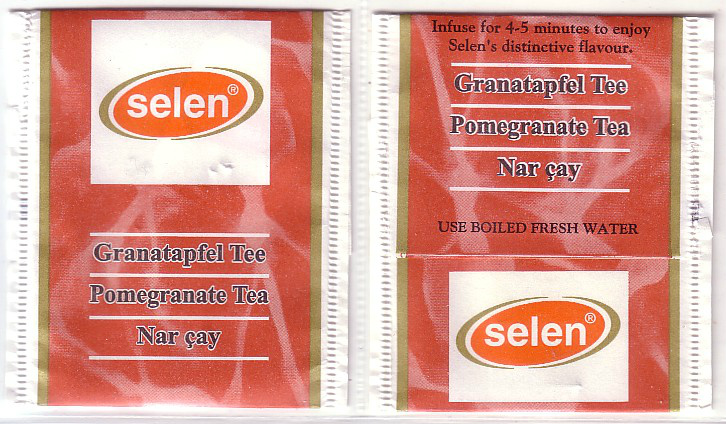 selen®
Granatapfel Tee
Pomegranate Tea
Nar çay
Infuse for 4-5 minutes to enjoy
Selen's distinctive flavour.
Granatapfel Tee
Pomegranate Tea
Nar çay
USE BOILED FRESH WATER
selen®